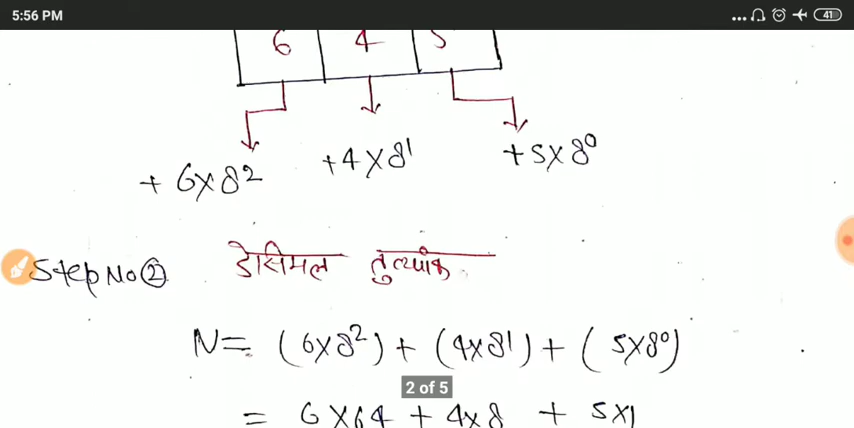 5:56 PM
41
6 4 5
+ 6×8² +4×8¹ +5×8⁰
Step No ② डेसिमल तुल्यांक
N= (6×8²) + (4×8¹) + (5×8⁰)
2 of 5
= 6×64 + 4×8 + 5×1